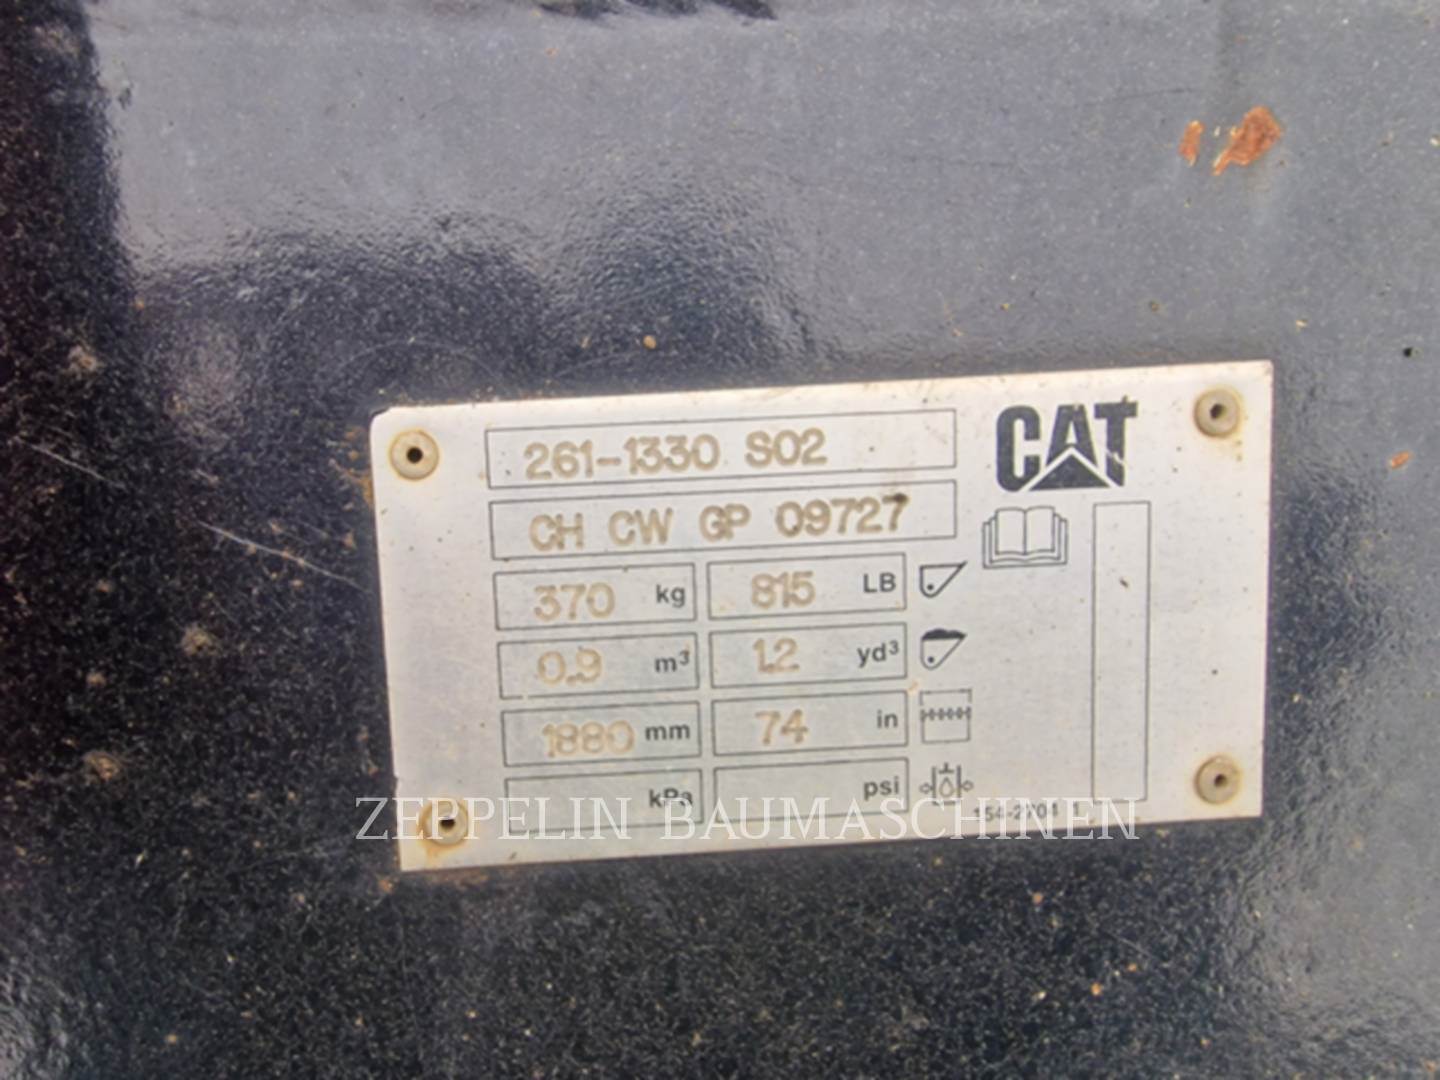 CAT
261-1330 S02
CH CW GP 09727
370 kg 815 LB
0.9 m³ 1.2 yd³
1880 mm 74 in
kPa psi
ZEPPELIN BAUMASCHINEN